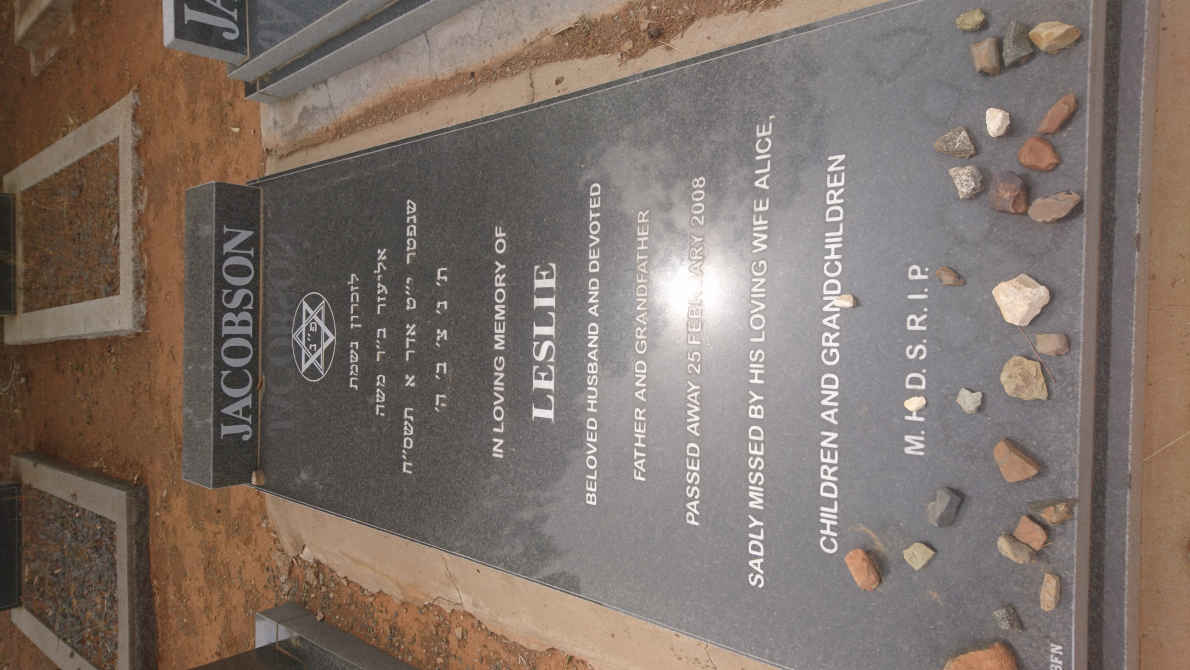 JACOBSON
פ״נ
לזכרון נשמת
אליעזר ב״ר משה
שנפטר י״ט אדר א תשס״ח
ת׳ נ׳ צ׳ ב׳ ה׳
IN LOVING MEMORY OF
LESLIE
BELOVED HUSBAND AND DEVOTED
FATHER AND GRANDFATHER
PASSED AWAY 25 FEBRUARY 2008
SADLY MISSED BY HIS LOVING WIFE ALICE,
CHILDREN AND GRANDCHILDREN
M. H. D. S. R. I. P.